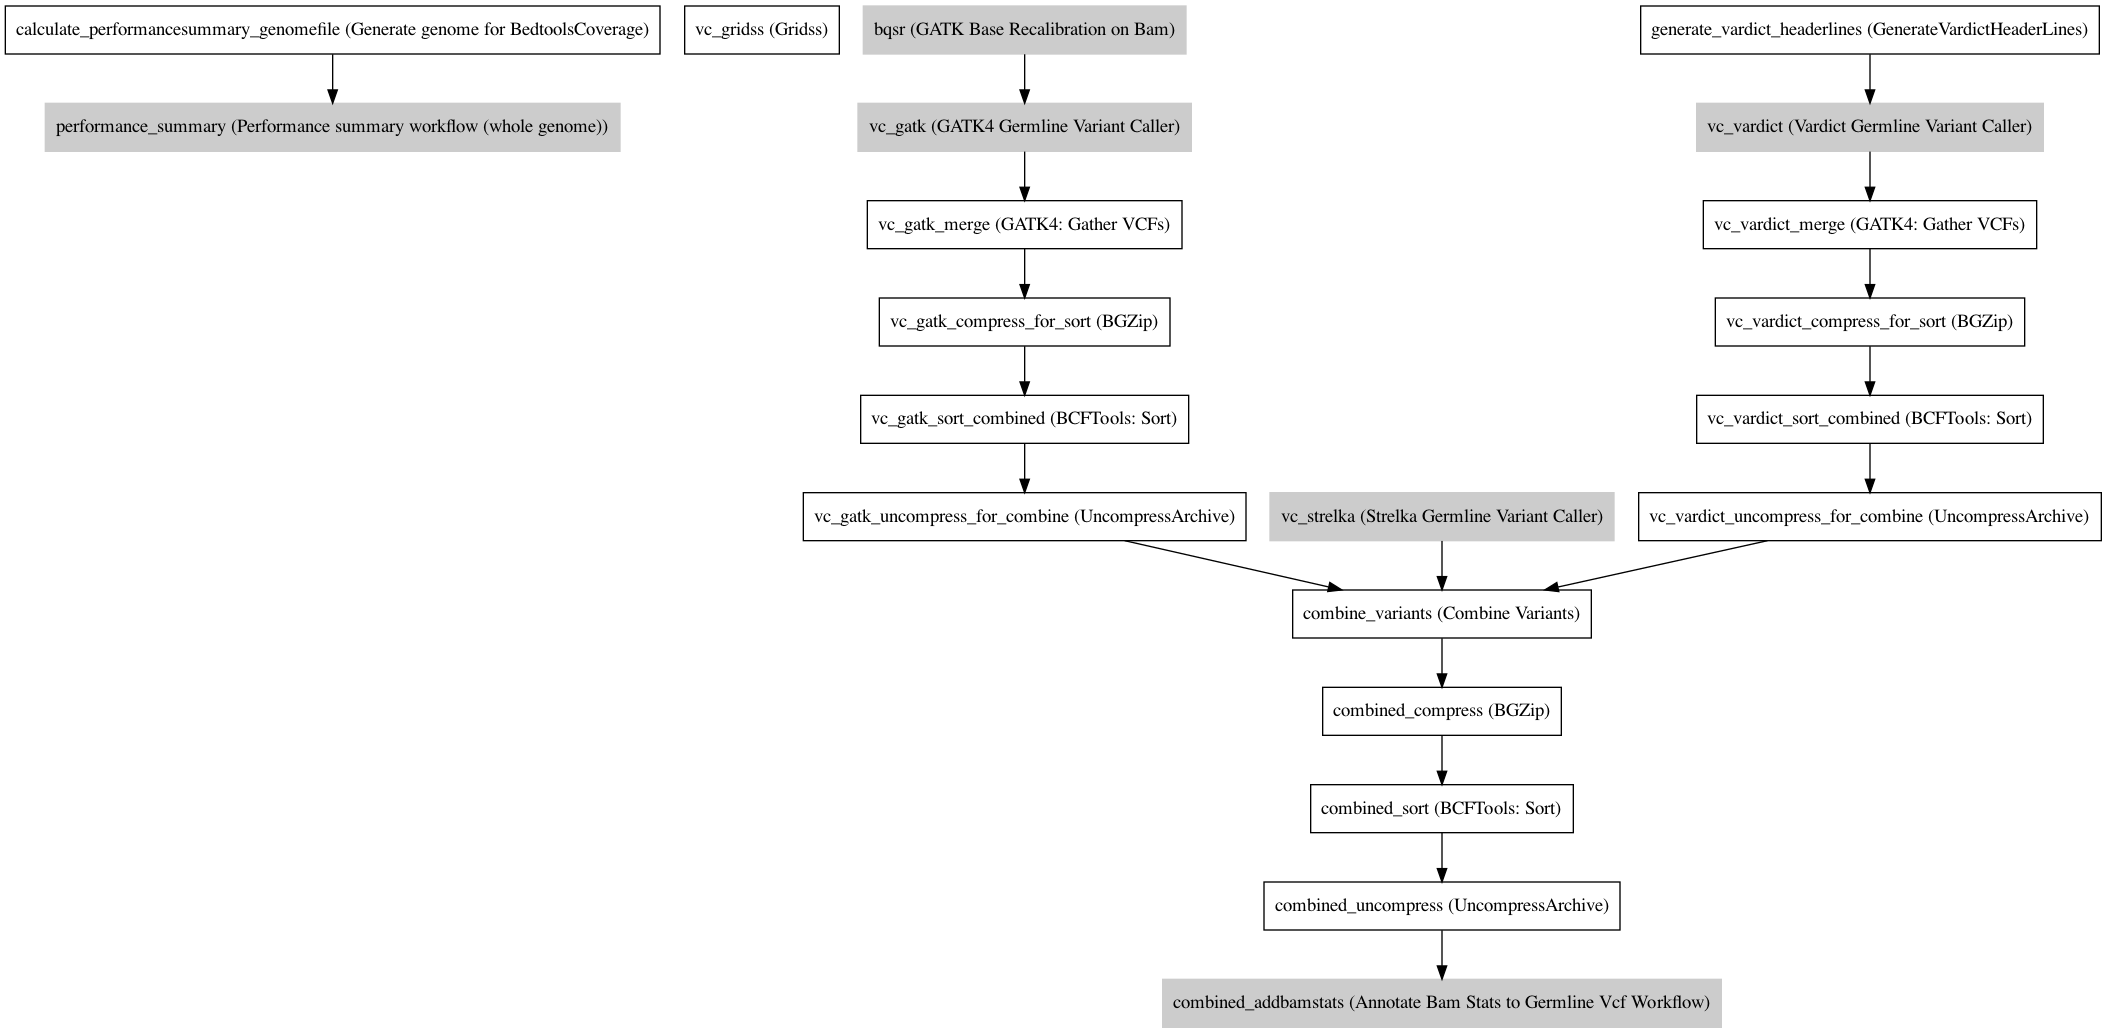 calculate_performancesummary_genomefile (Generate genome for BedtoolsCoverage)
vc_gridss (Gridss)
bqsr (GATK Base Recalibration on Bam)
generate_vardict_headerlines (GenerateVardictHeaderLines)
performance_summary (Performance summary workflow (whole genome))
vc_gatk (GATK4 Germline Variant Caller)
vc_vardict (Vardict Germline Variant Caller)
vc_gatk_merge (GATK4: Gather VCFs)
vc_vardict_merge (GATK4: Gather VCFs)
vc_gatk_compress_for_sort (BGZip)
vc_vardict_compress_for_sort (BGZip)
vc_gatk_sort_combined (BCFTools: Sort)
vc_vardict_sort_combined (BCFTools: Sort)
vc_gatk_uncompress_for_combine (UncompressArchive)
vc_strelka (Strelka Germline Variant Caller)
vc_vardict_uncompress_for_combine (UncompressArchive)
combine_variants (Combine Variants)
combined_compress (BGZip)
combined_sort (BCFTools: Sort)
combined_uncompress (UncompressArchive)
combined_addbamstats (Annotate Bam Stats to Germline Vcf Workflow)